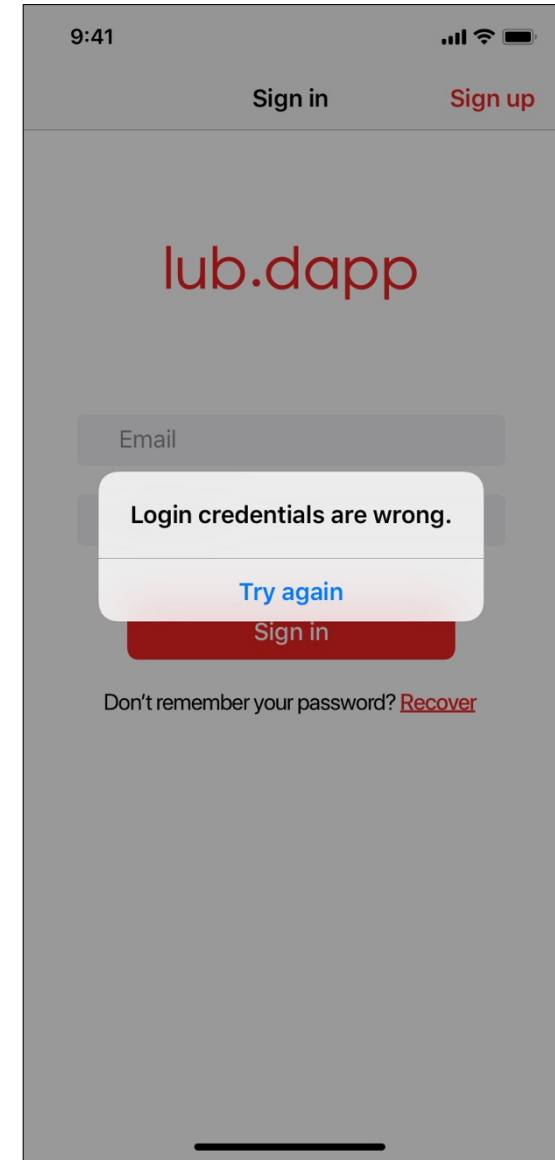 9:41
Sign in Sign up
lub.dapp
Email
Login credentials are wrong.
Try again
Sign in
Don't remember your password? Recover